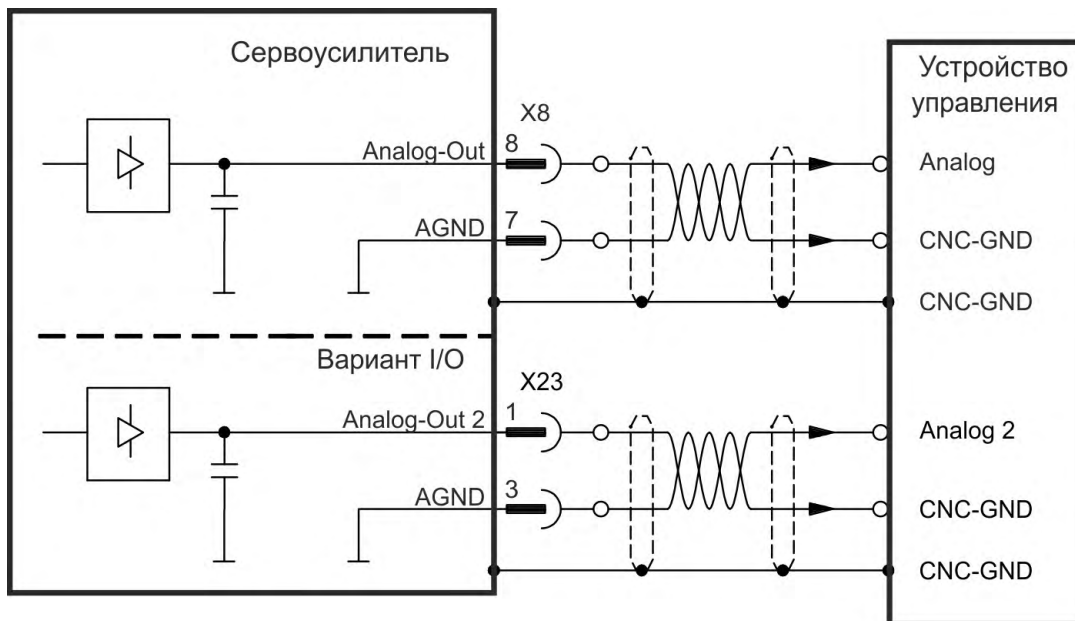 Сервоусилитель
X8
Analog-Out
8
AGND
7
Устройство
управления
Analog
CNC-GND
CNC-GND
Вариант I/O
X23
Analog-Out 2
1
AGND
3
Analog 2
CNC-GND
CNC-GND